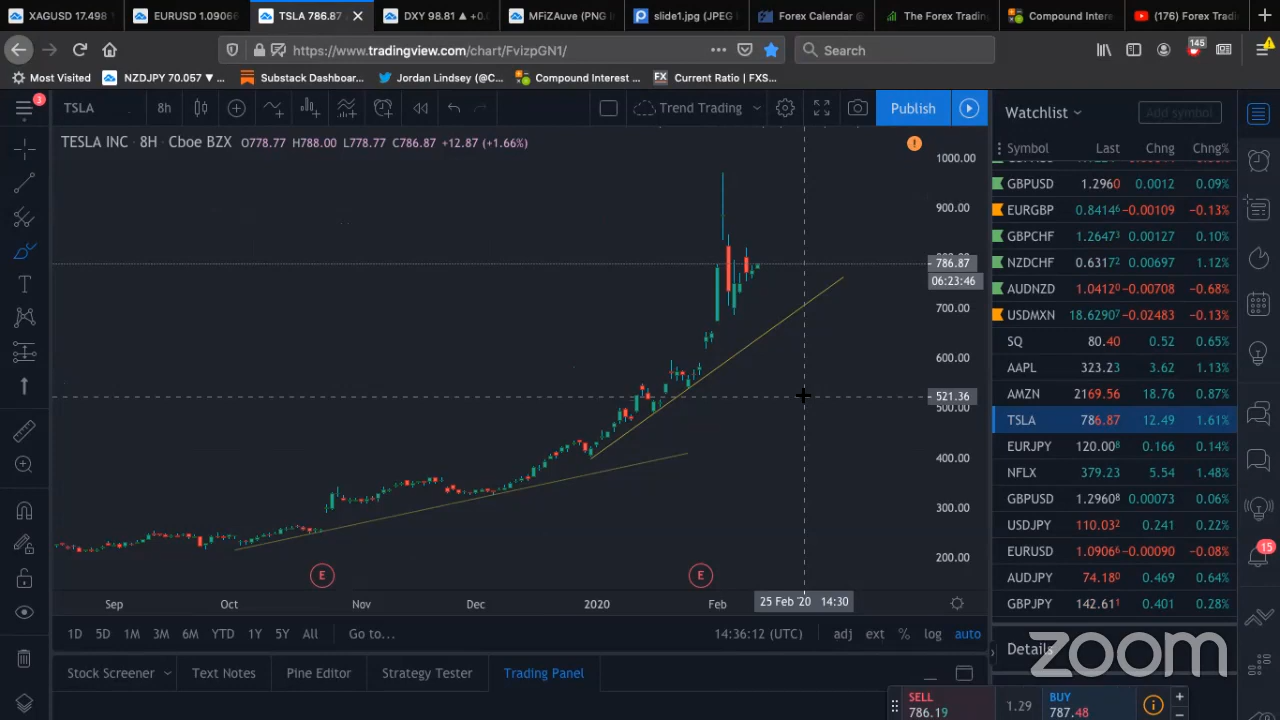 XAGUSD 17.498
EURUSD 1.09066
TSLA 786.87
DXY 98.81 ▲ +0.
MFiZAuve (PNG I
slide1.jpg (JPEG
Forex Calendar @
The Forex Trading
Compound Intere
(176) Forex Tradi
https://www.tradingview.com/chart/FvizpGN1/
Search
145
Most Visited
NZDJPY 70.057 ▼ ...
Substack Dashboar...
Jordan Lindsey (@C...
Compound Interest ...
FX Current Ratio | FXS...
3
TSLA
8h
Trend Trading
Publish
Watchlist
Add symbol
TESLA INC · 8H · Cboe BZX O778.77 H788.00 L778.77 C786.87 +12.87 (+1.66%)
Symbol Last Chng Chng%
GBPUSD 1.2960 0.0012 0.09%
EURGBP 0.84146 −0.00109 −0.13%
GBPCHF 1.26473 0.00127 0.10%
NZDCHF 0.63172 0.00697 1.12%
AUDNZD 1.04120 −0.00708 −0.68%
USDMXN 18.62907 −0.02483 −0.13%
SQ 80.40 0.52 0.65%
AAPL 323.23 3.62 1.13%
AMZN 2169.56 18.76 0.87%
TSLA 786.87 12.49 1.61%
EURJPY 120.008 0.166 0.14%
NFLX 379.23 5.54 1.48%
GBPUSD 1.29608 0.00073 0.06%
USDJPY 110.032 0.241 0.22%
EURUSD 1.09066 −0.00090 −0.08%
AUDJPY 74.180 0.469 0.64%
GBPJPY 142.611 0.401 0.28%
1000.00
900.00
786.87
06:23:46
700.00
600.00
521.36
500.00
400.00
300.00
200.00
E
E
15
Sep Oct Nov Dec 2020 Feb 25 Feb '20 14:30
1D 5D 1M 3M 6M YTD 1Y 5Y All Go to...
14:36:12 (UTC) adj ext % log auto
Details
zoom
Stock Screener Text Notes Pine Editor Strategy Tester Trading Panel
SELL
786.19
1.29
BUY
787.48